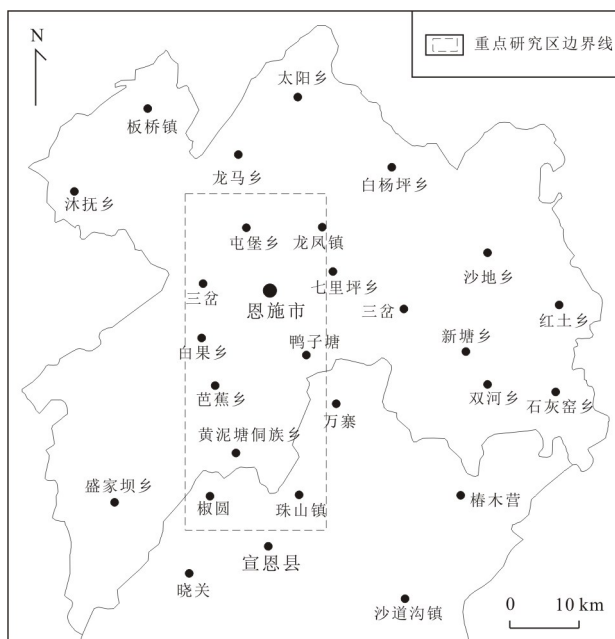 重点研究区边界线
N
太阳乡
板桥镇
龙马乡
白杨坪乡
沐抚乡
屯堡乡
龙凤镇
沙地乡
七里坪乡
三岔
恩施市
三岔
红土乡
白果乡
鸭子塘
新塘乡
芭蕉乡
双河乡
石灰窑乡
万寨
黄泥塘侗族乡
盛家坝乡
椒圆
珠山镇
椿木营
宣恩县
晓关
沙道沟镇
0 10 km